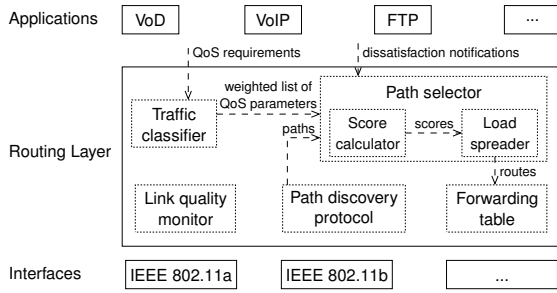 Applications VoD VoIP FTP ...
QoS requirements dissatisfaction notifications
weighted list of
QoS parameters
Path selector
Traffic
classifier
paths
Score
calculator
scores
Load
spreader
Routing Layer
routes
Link quality
monitor
Path discovery
protocol
Forwarding
table
Interfaces IEEE 802.11a IEEE 802.11b ...